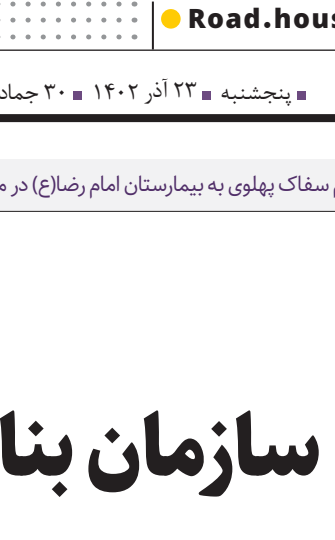 Road.hous
پنجشنبه ■ ۲۳ آذر ۱۴۰۲ ■ ۳۰ جماد
سفاک پهلوی به بیمارستان امام رضا(ع) در م
سازمان بنا